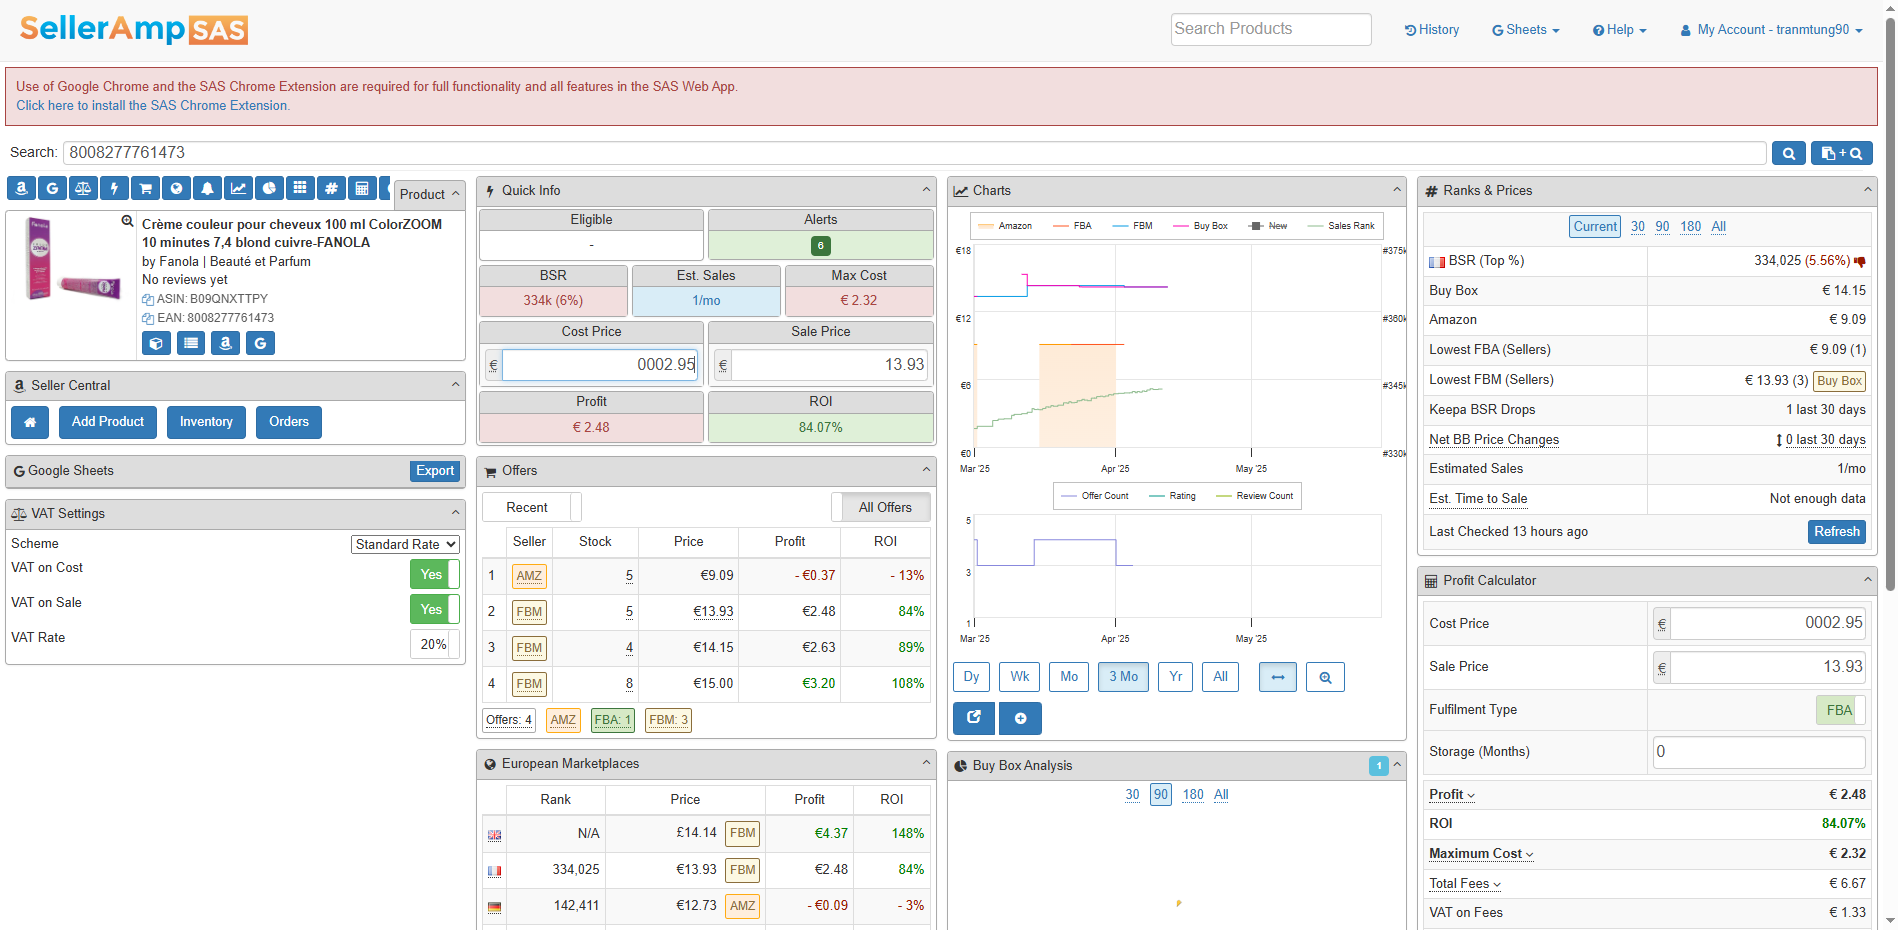 SellerAmp SAS
Search Products
History
Sheets
Help
My Account - tranmtung90
Use of Google Chrome and the SAS Chrome Extension are required for full functionality and all features in the SAS Web App.
Click here to install the SAS Chrome Extension.
Search: 8008277761473
Product
Crème couleur pour cheveux 100 ml ColorZOOM
10 minutes 7,4 blond cuivre-FANOLA
by Fanola | Beauté et Parfum
No reviews yet
ASIN: B09QNXTTPY
EAN: 8008277761473
Seller Central
Add Product Inventory Orders
Google Sheets Export
VAT Settings
Scheme Standard Rate
VAT on Cost Yes
VAT on Sale Yes
VAT Rate 20%
Quick Info
Eligible Alerts
- 6
BSR Est. Sales Max Cost
334k (6%) 1/mo € 2.32
Cost Price Sale Price
€ 0002.95 € 13.93
Profit ROI
€ 2.48 84.07%
Offers
Recent All Offers
Seller Stock Price Profit ROI
1 AMZ 5 €9.09 - €0.37 - 13%
2 FBM 5 €13.93 €2.48 84%
3 FBM 4 €14.15 €2.63 89%
4 FBM 8 €15.00 €3.20 108%
Offers: 4 AMZ FBA: 1 FBM: 3
European Marketplaces
Rank Price Profit ROI
N/A £14.14 FBM €4.37 148%
334,025 €13.93 FBM €2.48 84%
142,411 €12.73 AMZ - €0.09 - 3%
Charts
Amazon FBA FBM Buy Box New Sales Rank
€18 #375k
€12 #360k
€6 #345k
€0 #330k
Mar '25 Apr '25 May '25
Offer Count Rating Review Count
5
3
1
Mar '25 Apr '25 May '25
Dy Wk Mo 3 Mo Yr All
Buy Box Analysis 1
30 90 180 All
Ranks & Prices
Current 30 90 180 All
BSR (Top %) 334,025 (5.56%)
Buy Box € 14.15
Amazon € 9.09
Lowest FBA (Sellers) € 9.09 (1)
Lowest FBM (Sellers) € 13.93 (3) Buy Box
Keepa BSR Drops 1 last 30 days
Net BB Price Changes 0 last 30 days
Estimated Sales 1/mo
Est. Time to Sale Not enough data
Last Checked 13 hours ago Refresh
Profit Calculator
Cost Price € 0002.95
Sale Price € 13.93
Fulfilment Type FBA
Storage (Months) 0
Profit € 2.48
ROI 84.07%
Maximum Cost € 2.32
Total Fees € 6.67
VAT on Fees € 1.33